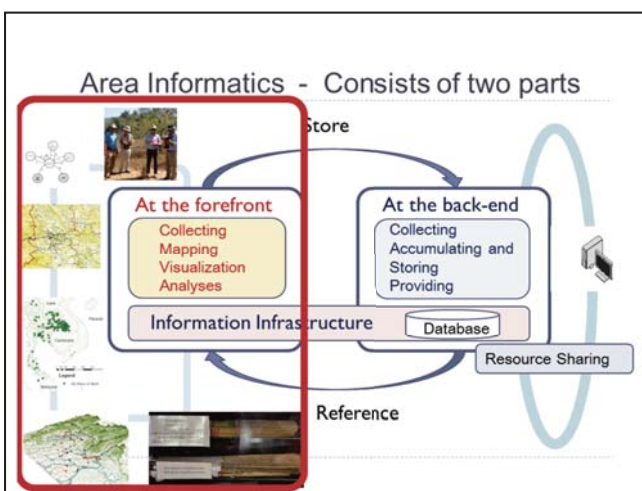 Area Informatics - Consists of two parts
Store
At the forefront
Collecting
Mapping
Visualization
Analyses
At the back-end
Collecting
Accumulating and
Storing
Providing
Information Infrastructure
Database
Resource Sharing
Reference
Legend